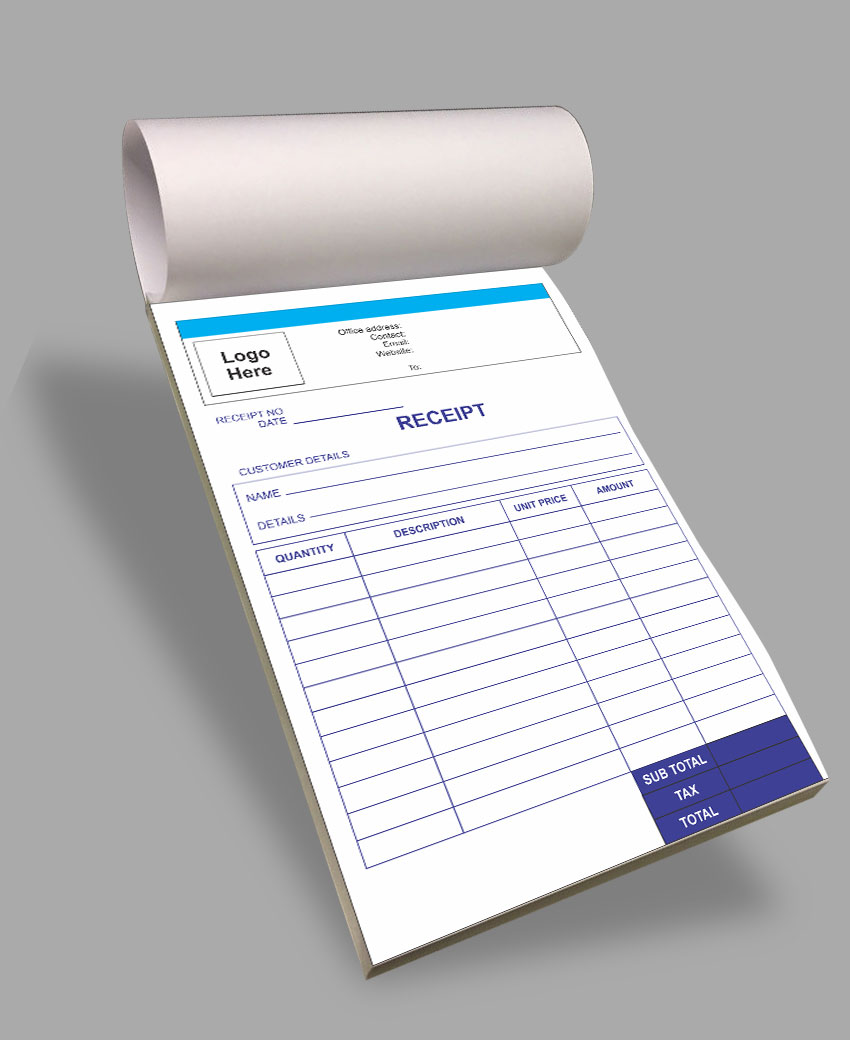 Logo
Here
Office address:
Contact:
Email:
Website:
To:
RECEIPT NO
DATE
RECEIPT
CUSTOMER DETAILS
NAME
DETAILS
QUANTITY DESCRIPTION UNIT PRICE AMOUNT
SUB TOTAL
TAX
TOTAL